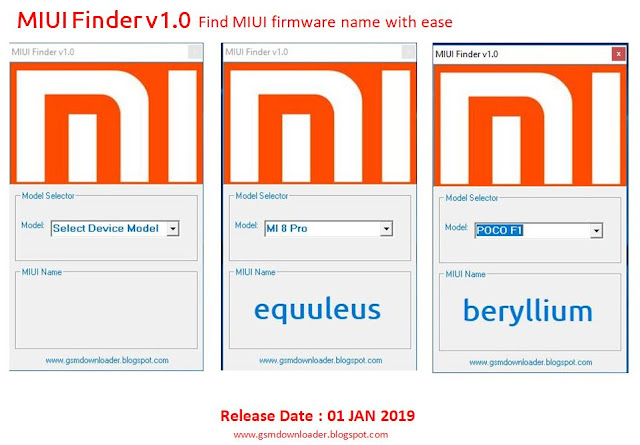 MIUI Finder v1.0 Find MIUI firmware name with ease
MIUI Finder v1.0
Model Selector
Model: Select Device Model
MIUI Name
www.gsmdownloader.blogspot.com
MIUI Finder v1.0
Model Selector
Model: MI 8 Pro
MIUI Name
equuleus
www.gsmdownloader.blogspot.com
MIUI Finder v1.0
x
Model Selector
Model: POCO F1
MIUI Name
beryllium
www.gsmdownloader.blogspot.com
Release Date : 01 JAN 2019
www.gsmdownloader.blogspot.com